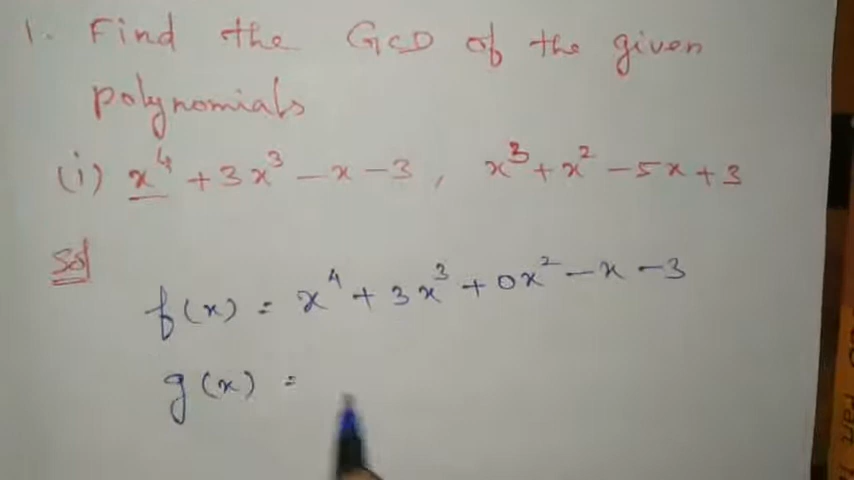 1. Find the GCD of the given
polynomials
(i) x⁴ + 3x³ - x - 3, x³ + x² - 5x + 3
Sol
f(x) = x⁴ + 3x³ + 0x² - x - 3
g(x) =